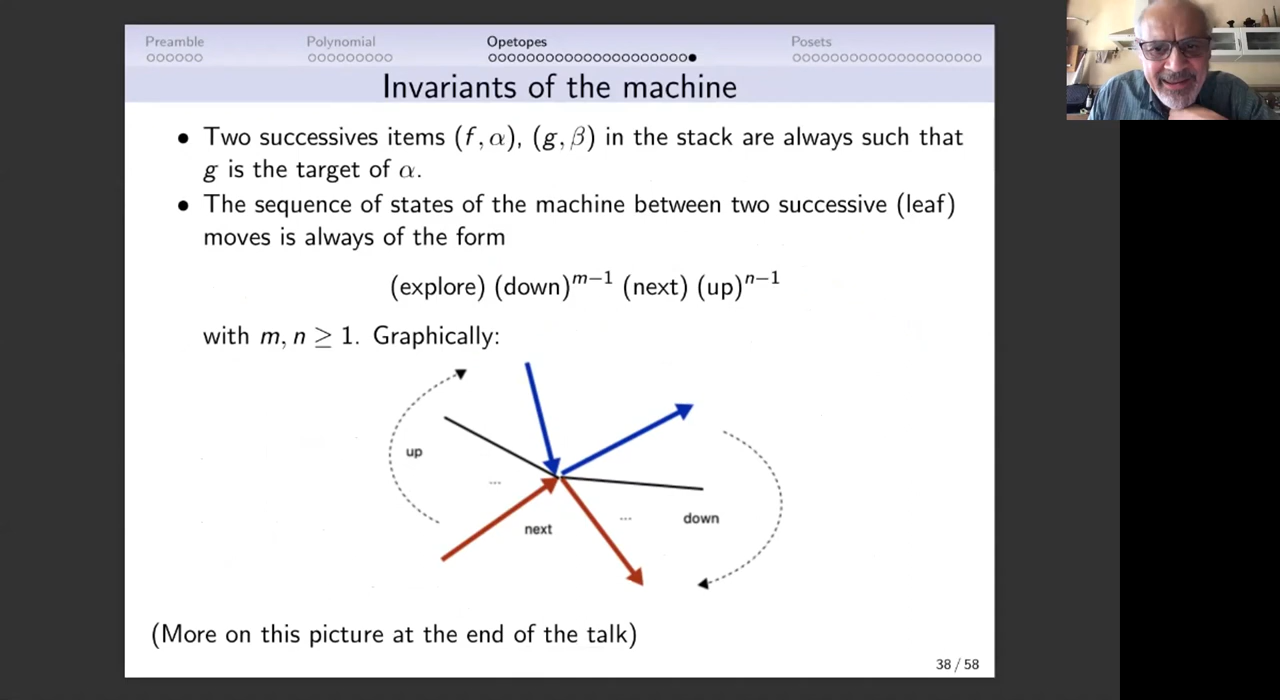 Preamble Polynomial Opetopes Posets
Invariants of the machine
• Two successives items (f, α), (g, β) in the stack are always such that
g is the target of α.
• The sequence of states of the machine between two successive (leaf)
moves is always of the form
(explore) (down)^{m−1} (next) (up)^{n−1}
with m, n ≥ 1. Graphically:
up
...
...
down
next
(More on this picture at the end of the talk)
38 / 58